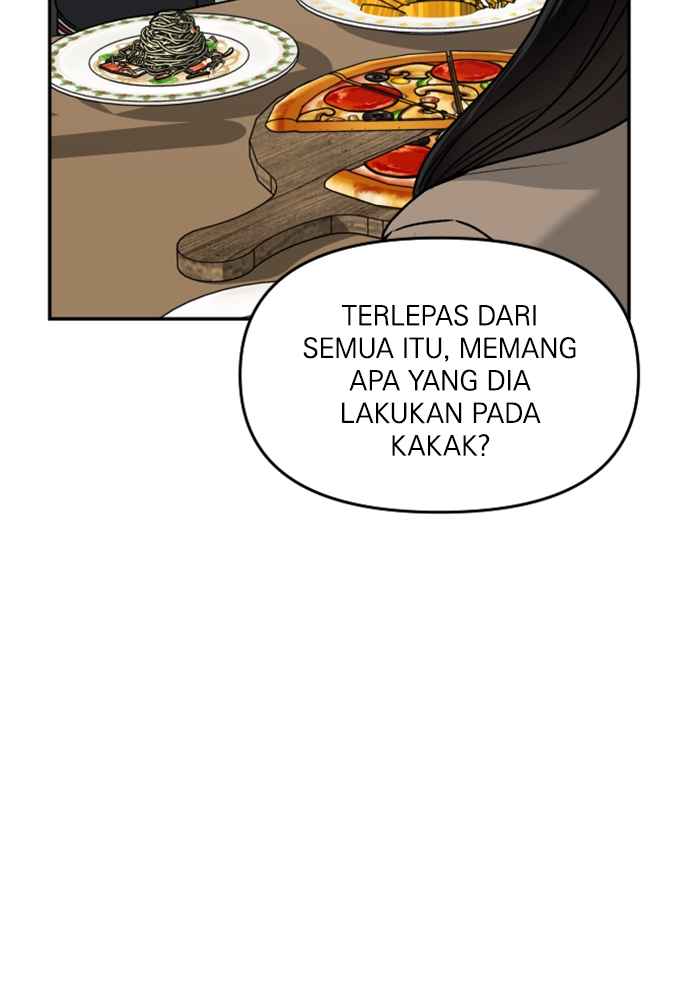 TERLEPAS DARI
SEMUA ITU, MEMANG
APA YANG DIA
LAKUKAN PADA
KAKAK?